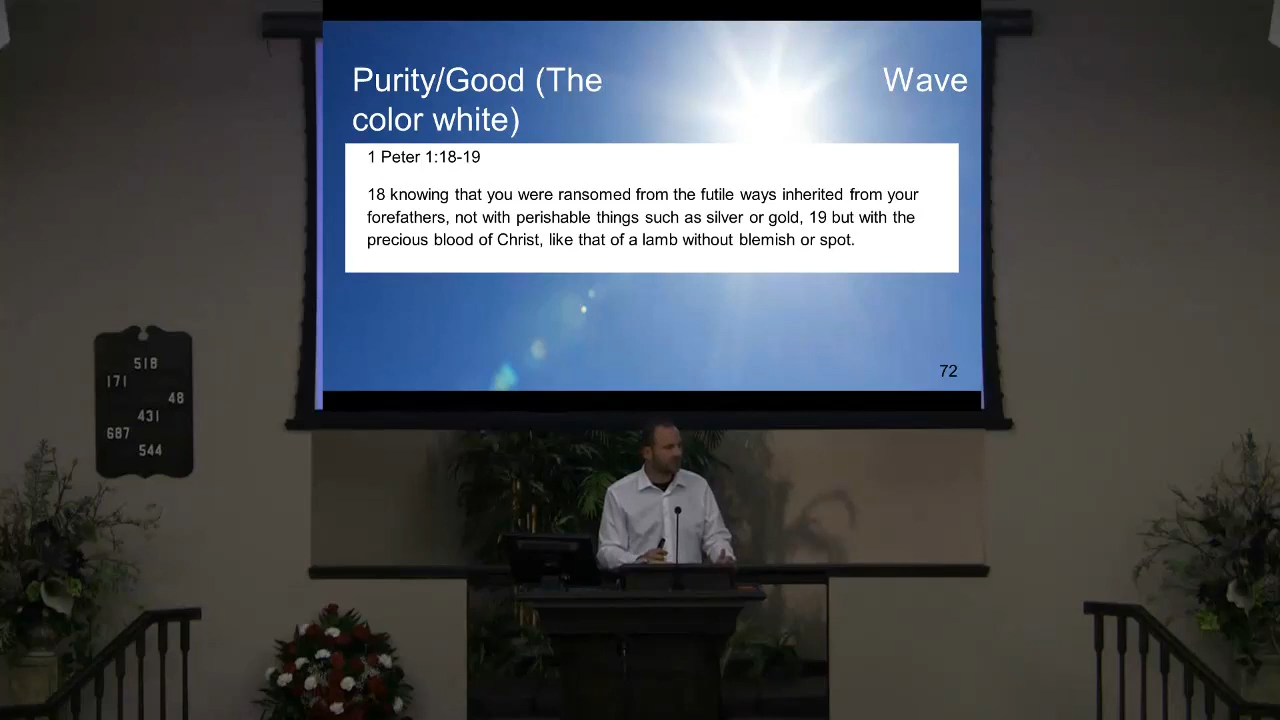 Purity/Good (The
color white)
Wave
1 Peter 1:18-19
18 knowing that you were ransomed from the futile ways inherited from your
forefathers, not with perishable things such as silver or gold, 19 but with the
precious blood of Christ, like that of a lamb without blemish or spot.
72
518
171
48
431
687
544